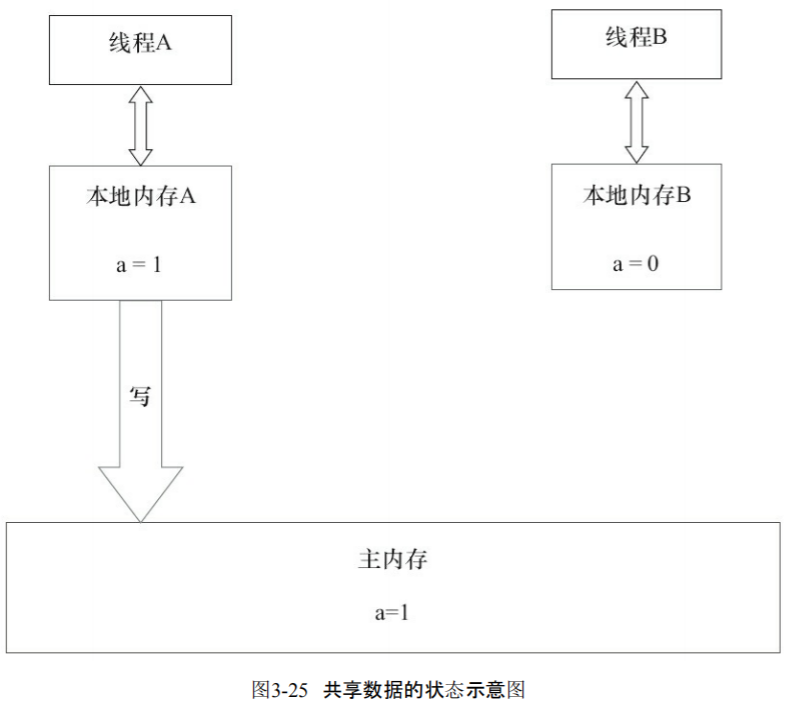 线程A
线程B
本地内存A
a = 1
本地内存B
a = 0
写
主内存
a=1
图3-25 共享数据的状态示意图